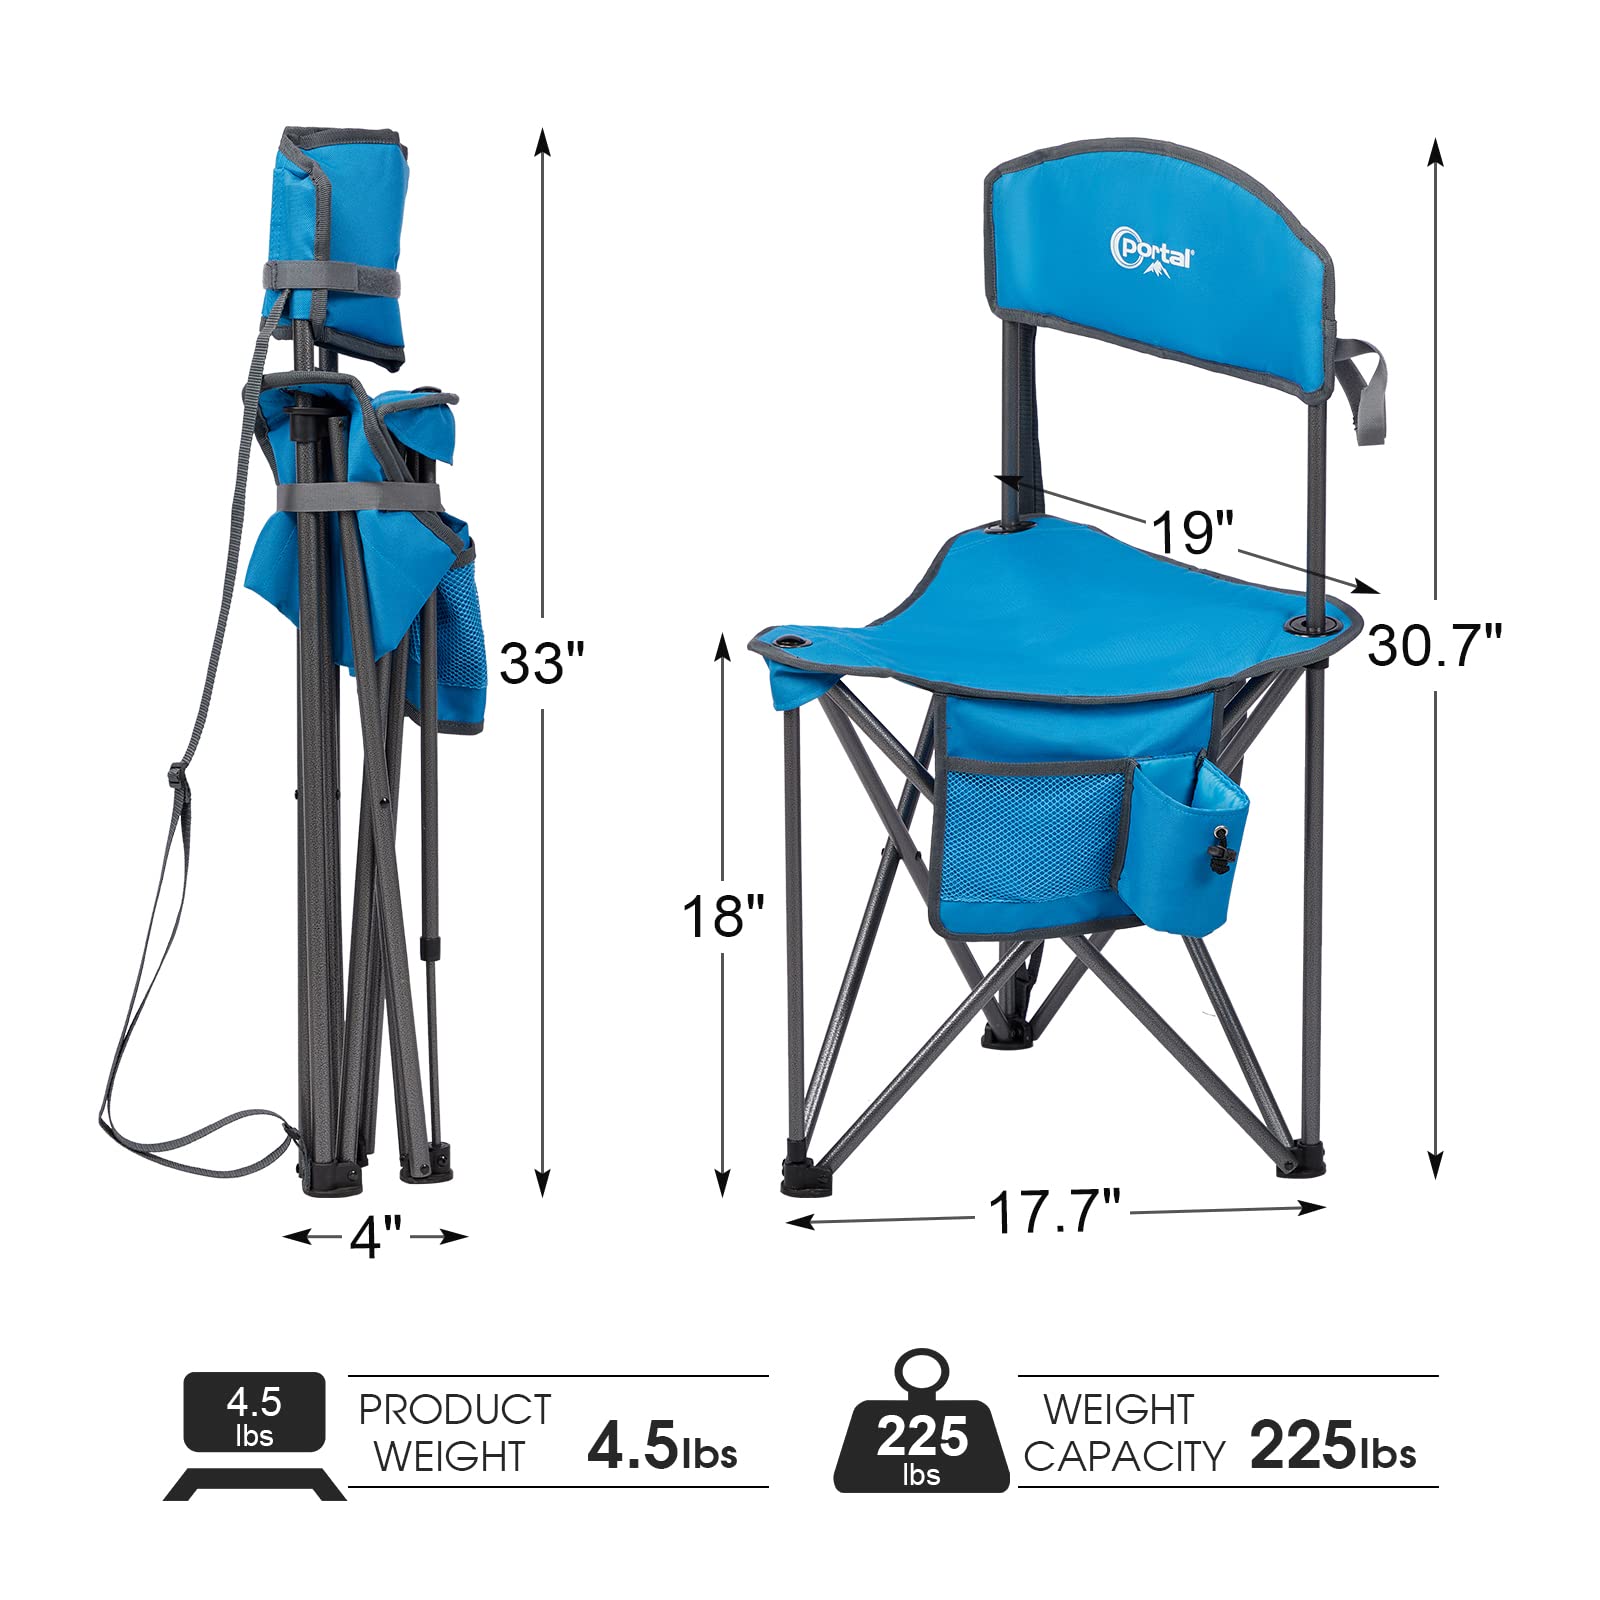 portal
19"
33"
30.7"
18"
17.7"
4"
4.5
lbs
PRODUCT
WEIGHT 4.5lbs
225
lbs
WEIGHT
CAPACITY 225lbs